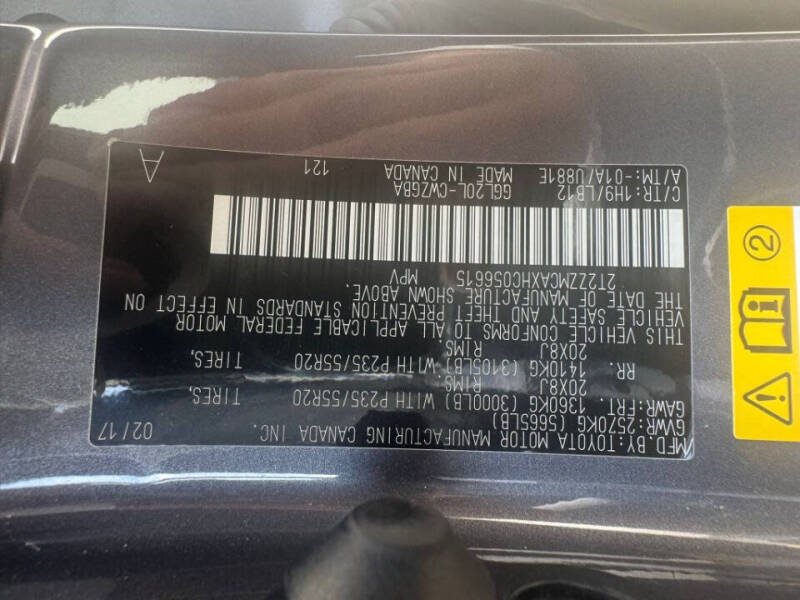 MFD.BY:TOYOTA MOTOR MANUFACTURING CANADA INC. 02/17
GVWR:2570KG (5665LB)
GAWR:FRT. 1360KG (3000LB) WITH P235/55R20 TIRES,
20X8J RIMS.
RR. 1410KG (3105LB) WITH P235/55R20 TIRES,
20X8J RIMS.
THIS VEHICLE CONFORMS TO ALL APPLICABLE FEDERAL MOTOR
VEHICLE SAFETY AND THEFT PREVENTION STANDARDS IN EFFECT ON
THE DATE OF MANUFACTURE SHOWN ABOVE.
2T2ZZMCAXHC056615 MPV
C/TR:1H9/LB12 GGL20L-CWZGBA
A/TM:-01A/U881E MADE IN CANADA 121 A
2